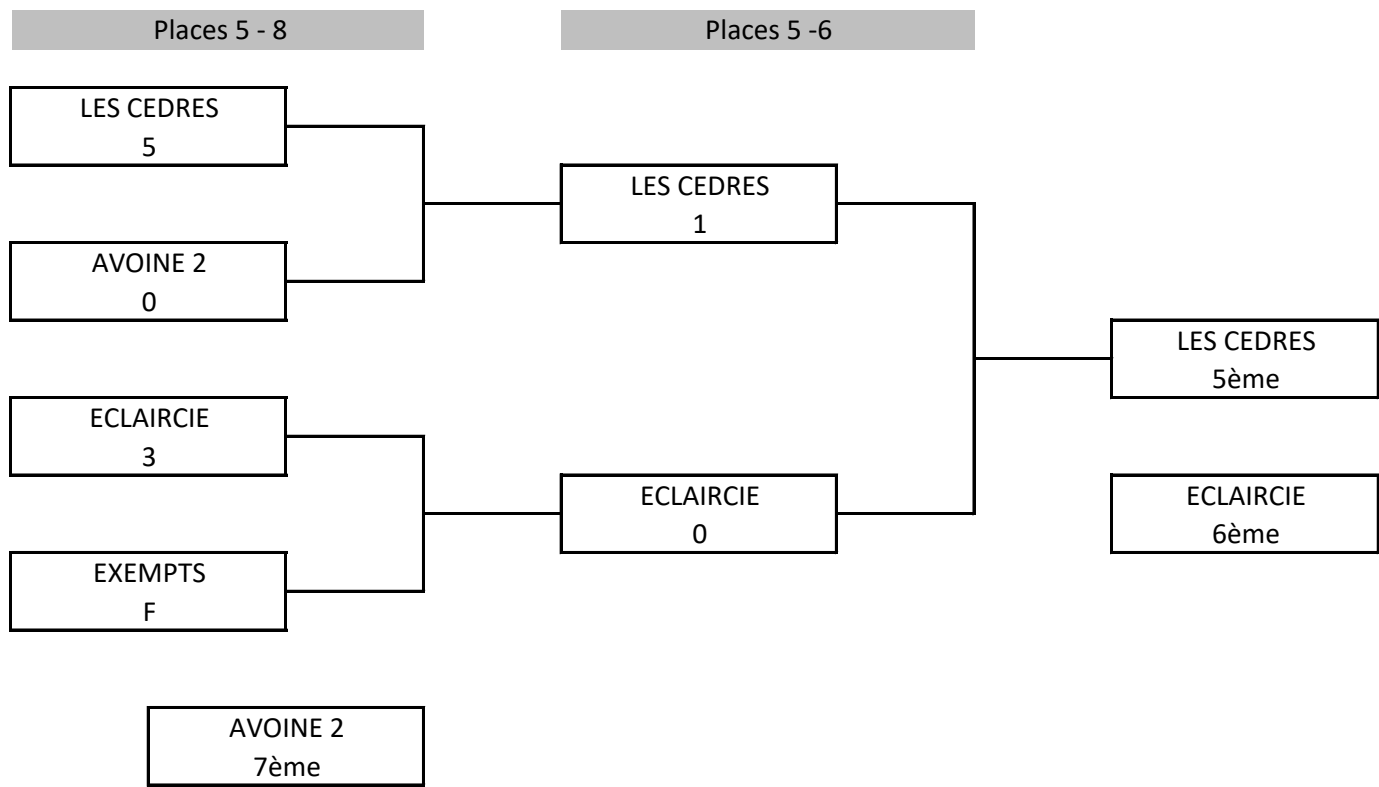 Places 5 - 8
Places 5 -6
LES CEDRES
5
AVOINE 2
0
ECLAIRCIE
3
EXEMPTS
F
LES CEDRES
1
ECLAIRCIE
0
LES CEDRES
5ème
ECLAIRCIE
6ème
AVOINE 2
7ème